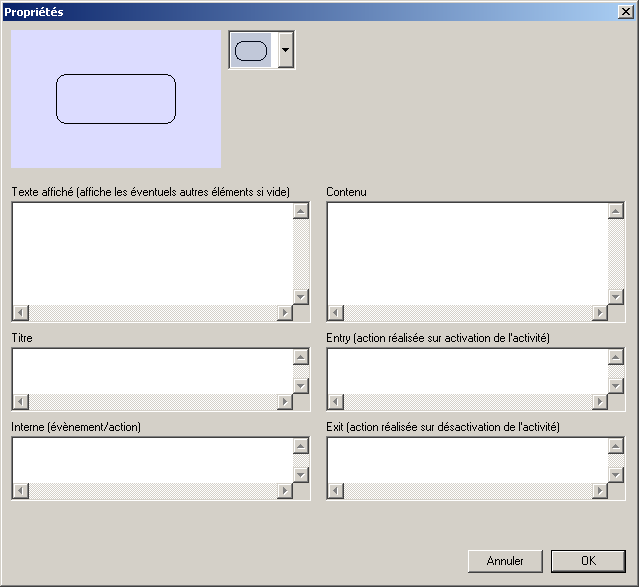 Propriétés
Texte affiché (affiche les éventuels autres éléments si vide)
Contenu
Titre
Entry (action réalisée sur activation de l'activité)
Interne (évènement/action)
Exit (action réalisée sur désactivation de l'activité)
Annuler
OK